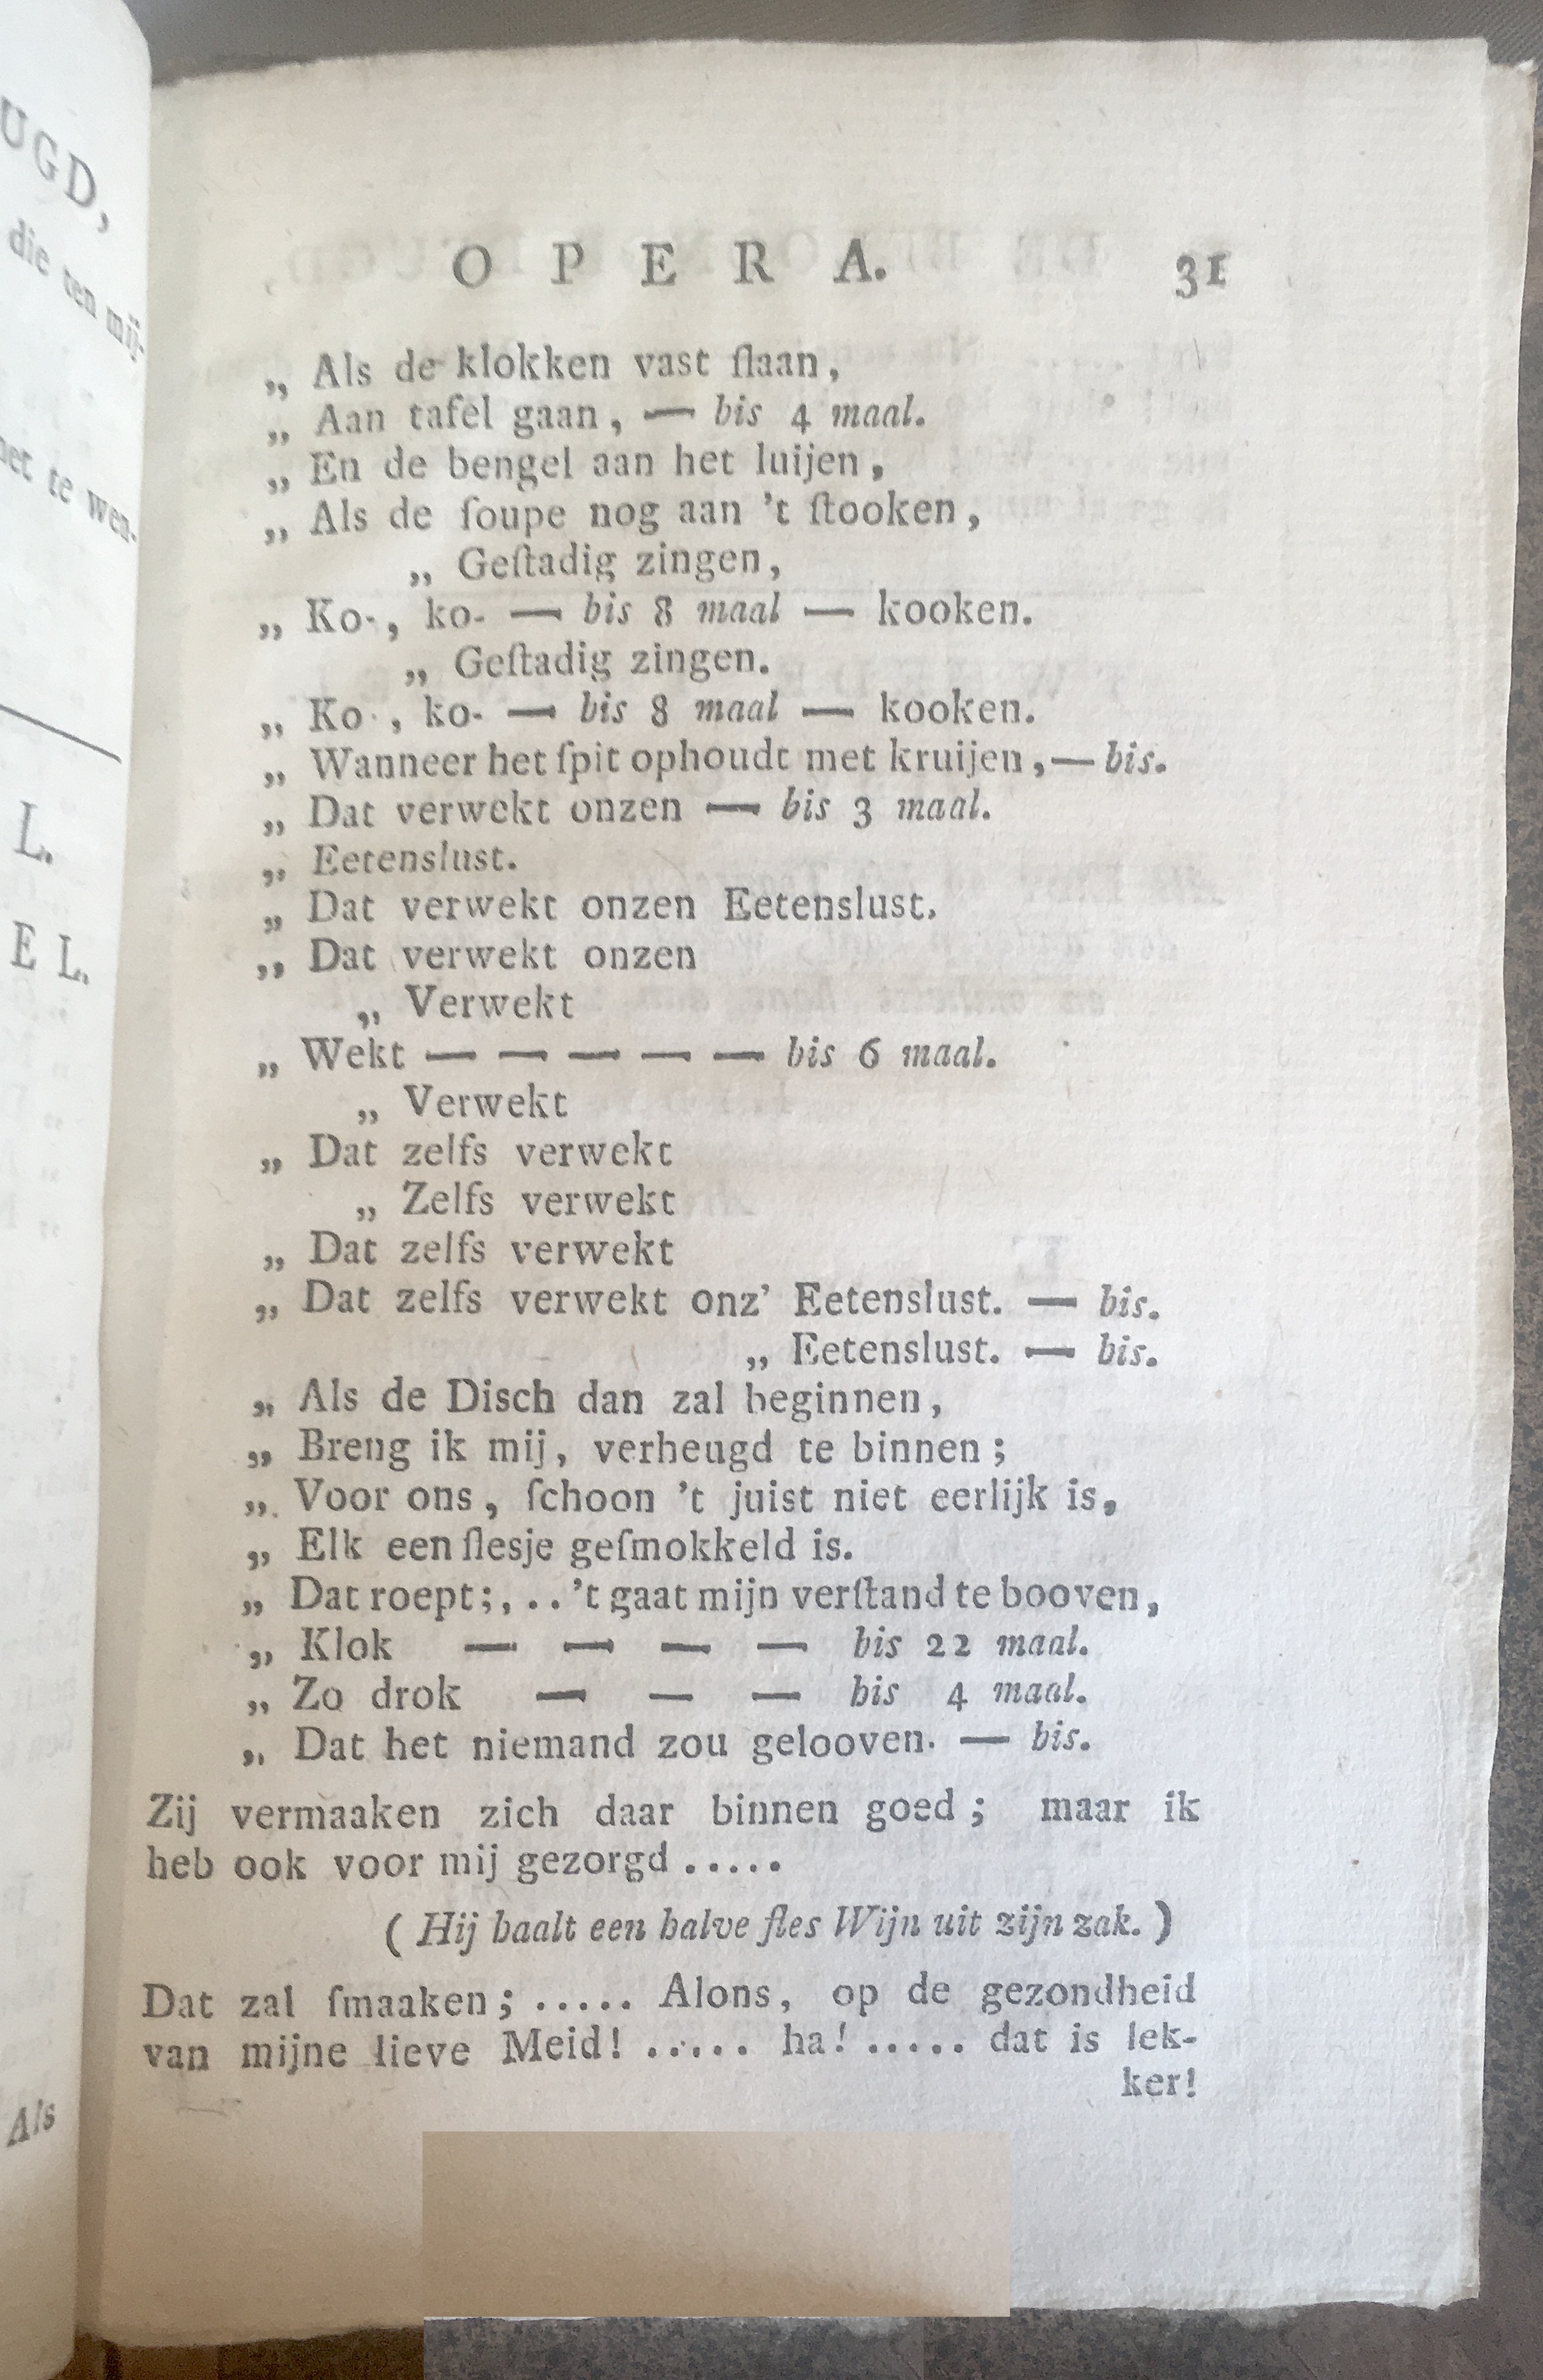 UGD,
die ten mij-
te wen-
L.
E L.
Als
O P E R A. 31
„ Als de klokken vast ſlaan,
„ Aan tafel gaan, — bis 4 maal.
„ En de bengel aan het luijen,
„ Als de ſoupe nog aan 't ſtooken,
„ Geſtadig zingen,
„ Ko-, ko- — bis 8 maal — kooken.
„ Geſtadig zingen.
„ Ko-, ko- — bis 8 maal — kooken.
„ Wanneer het ſpit ophoudt met kruijen, — bis.
„ Dat verwekt onzen — bis 3 maal.
„ Eetenslust.
„ Dat verwekt onzen Eetenslust.
„ Dat verwekt onzen
„ Verwekt
„ Wekt — — — — — bis 6 maal.
„ Verwekt
„ Dat zelfs verwekt
„ Zelfs verwekt
„ Dat zelfs verwekt
„ Dat zelfs verwekt onz' Eetenslust. — bis.
„ Eetenslust. — bis.
„ Als de Disch dan zal beginnen,
„ Breng ik mij, verheugd te binnen;
„ Voor ons, ſchoon 't juist niet eerlijk is,
„ Elk een flesje geſmokkeld is.
„ Dat roept;, .. 't gaat mijn verſtand te booven,
„ Klok — — — — bis 22 maal.
„ Zo drok — — — bis 4 maal.
„ Dat het niemand zou gelooven. — bis.
Zij vermaaken zich daar binnen goed; maar ik
heb ook voor mij gezorgd .....
( Hij haalt een halve fles Wijn uit zijn zak. )
Dat zal ſmaaken; ..... Alons, op de gezondheid
van mijne lieve Meid! ..... ha! ..... dat is lek-
ker!